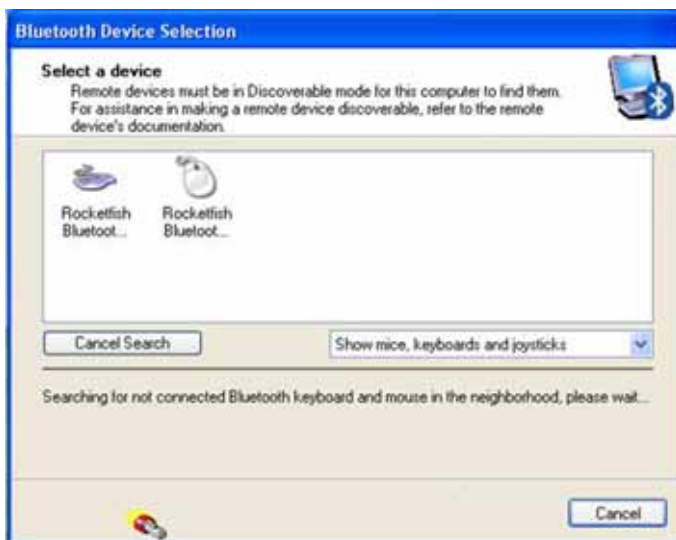 Bluetooth Device Selection
Select a device
Remote devices must be in Discoverable mode for this computer to find them.
For assistance in making a remote device discoverable, refer to the remote
device's documentation.
Rocketfish
Bluetoot...
Rocketfish
Bluetoot...
Cancel Search
Show mice, keyboards and joysticks
Searching for not connected Bluetooth keyboard and mouse in the neighborhood, please wait...
Cancel